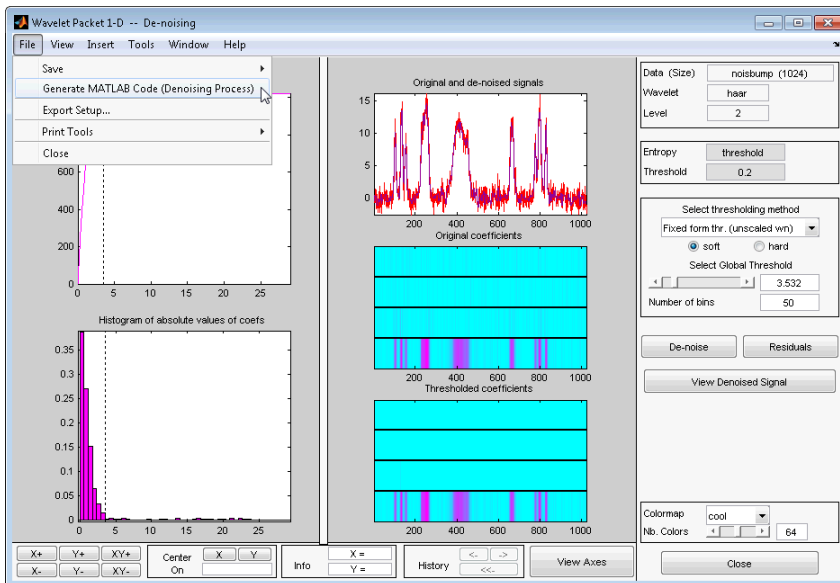 Wavelet Packet 1-D -- De-noising
File View Insert Tools Window Help
Save
Generate MATLAB Code (Denoising Process)
Export Setup...
Print Tools
Close
600
400
200
0
0 5 10 15 20 25
Histogram of absolute values of coefs
0.35
0.3
0.25
0.2
0.15
0.1
0.05
0
0 5 10 15 20 25
Original and de-noised signals
15
10
5
0
200 400 600 800 1000
Original coefficients
200 400 600 800 1000
Thresholded coefficients
200 400 600 800 1000
Data (Size) noisbump (1024)
Wavelet haar
Level 2
Entropy threshold
Threshold 0.2
Select thresholding method
Fixed form thr. (unscaled wn)
soft hard
Select Global Threshold
3.532
Number of bins 50
De-noise Residuals
View Denoised Signal
Colormap cool
Nb. Colors 64
Close
X+ Y+ XY+
X- Y- XY-
Center On X Y
Info X =
Y =
History <- ->
<<-
View Axes